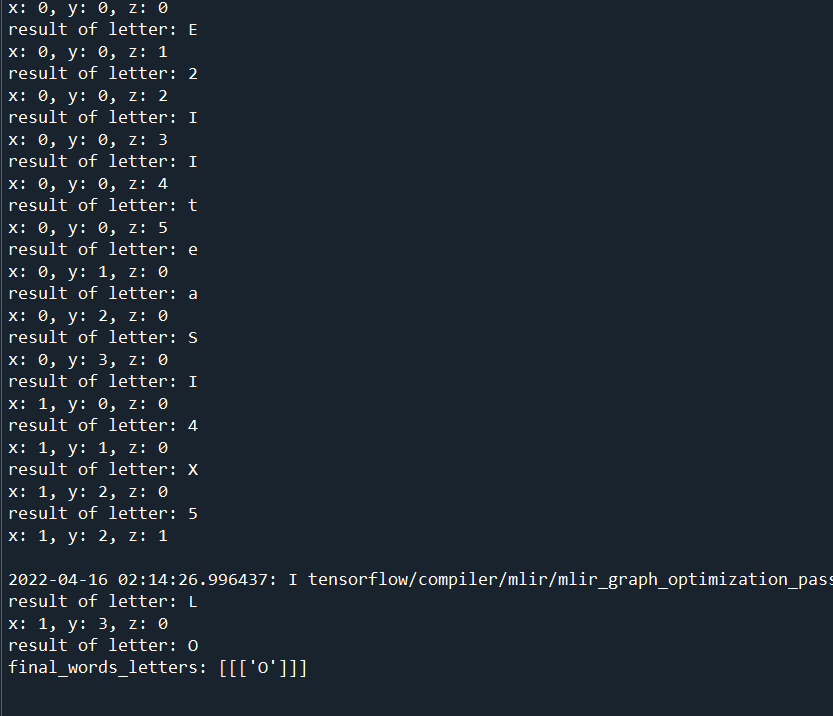 x: 0, y: 0, z: 0
result of letter: E
x: 0, y: 0, z: 1
result of letter: 2
x: 0, y: 0, z: 2
result of letter: I
x: 0, y: 0, z: 3
result of letter: I
x: 0, y: 0, z: 4
result of letter: t
x: 0, y: 0, z: 5
result of letter: e
x: 0, y: 1, z: 0
result of letter: a
x: 0, y: 2, z: 0
result of letter: S
x: 0, y: 3, z: 0
result of letter: I
x: 1, y: 0, z: 0
result of letter: 4
x: 1, y: 1, z: 0
result of letter: X
x: 1, y: 2, z: 0
result of letter: 5
x: 1, y: 2, z: 1
2022-04-16 02:14:26.996437: I tensorflow/compiler/mlir/mlir_graph_optimization_pass
result of letter: L
x: 1, y: 3, z: 0
result of letter: O
final_words_letters: [[['O']]]